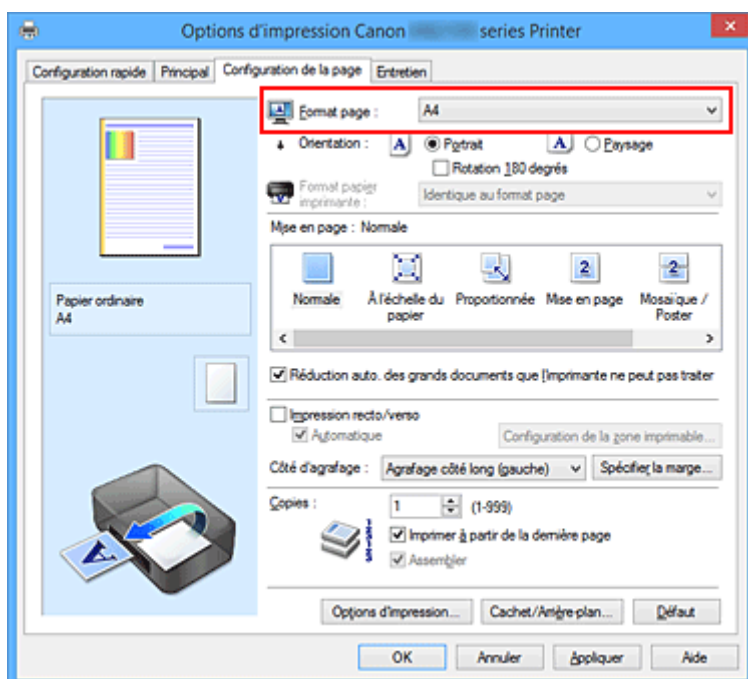 Options d'impression Canon series Printer
Configuration rapide Principal Configuration de la page Entretien
Format page : A4
Orientation : A Portrait A Paysage
Rotation 180 degrés
Format papier imprimante : Identique au format page
Mise en page : Normale
2 2
Normale À l'échelle du papier Proportionnée Mise en page Mosaïque / Poster
Papier ordinaire
A4
Réduction auto. des grands documents que l'imprimante ne peut pas traiter
Impression recto/verso
Automatique Configuration de la zone imprimable...
Côté d'agrafage : Agrafage côté long (gauche) Spécifier la marge...
Copies : 1 (1-999)
Imprimer à partir de la dernière page
Assembler
A
Options d'impression... Cachet/Arrière-plan... Défaut
OK Annuler Appliquer Aide